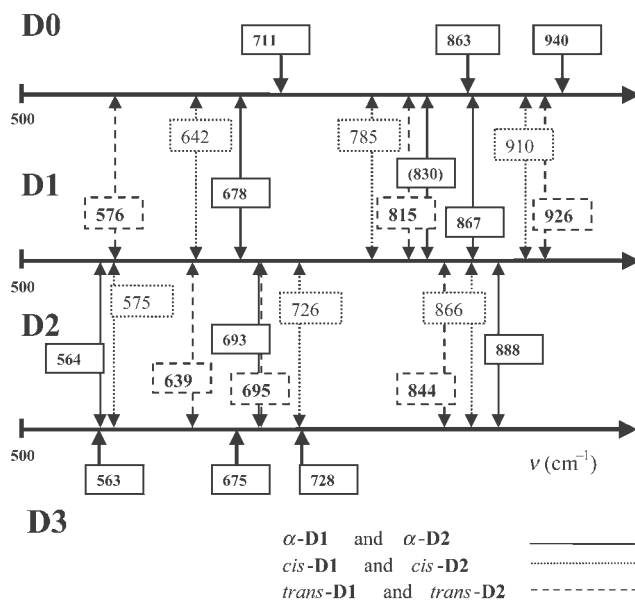 D0
711 863 940
500
642 785 910
D1
678 (830)
576 815 867 926
500
575 726 866
D2
693
564 888
639 695 844
500
ν (cm⁻¹)
563 675 728
D3
α-D1 and α-D2
cis-D1 and cis-D2
trans-D1 and trans-D2